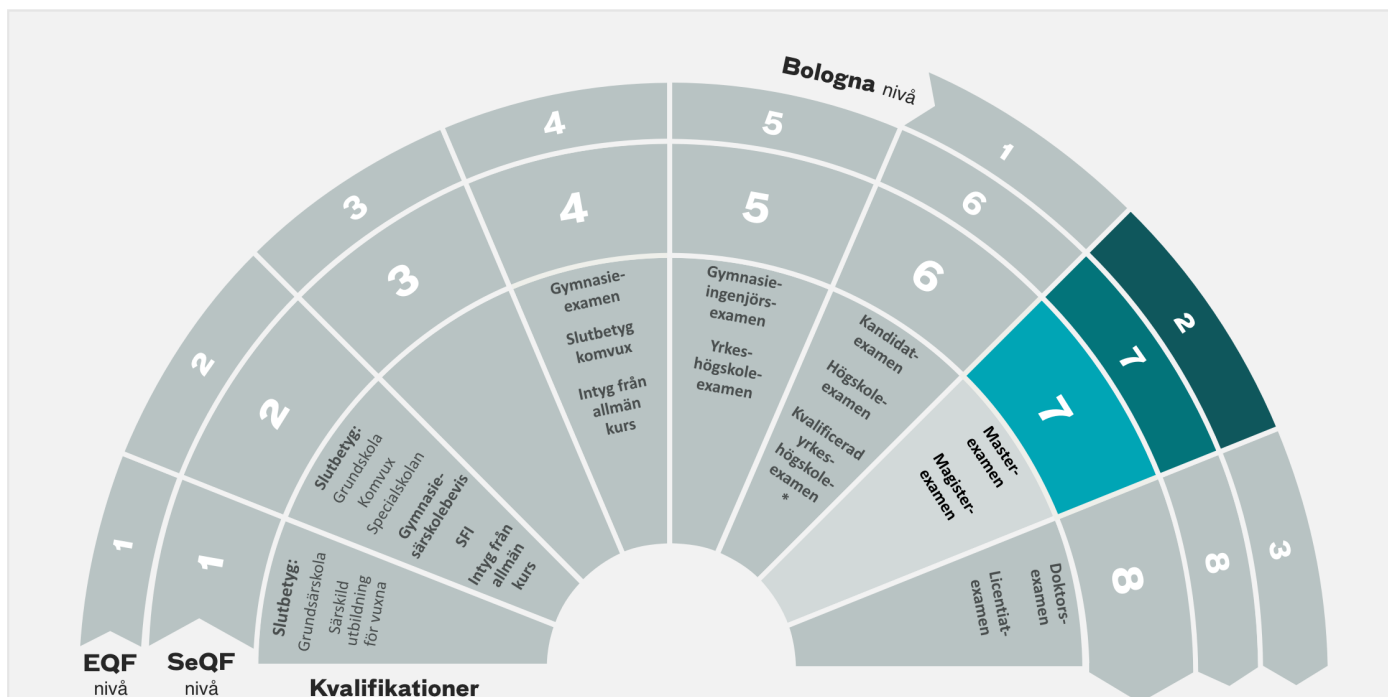 Bologna nivå
1
2
3
4
5
6
7
8
1
2
3
4
5
6
7
8
1
2
3
Slutbetyg:
Grundsärskola
Särskild
utbildning
för vuxna
Slutbetyg:
Grundskola
Komvux
Specialskolan
Gymnasie-
särskolebevis
SFI
Intyg från
allmän
kurs
Gymnasie-
examen
Slutbetyg
komvux
Intyg från
allmän
kurs
Gymnasie-
ingenjörs-
examen
Yrkes-
högskole-
examen
Kandidat-
examen
Högskole-
examen
Kvalificerad
yrkes-
högskole-
examen
*
Master-
examen
Magister-
examen
Doktors-
examen
Licentiat-
examen
EQF
nivå
SeQF
nivå
Kvalifikationer